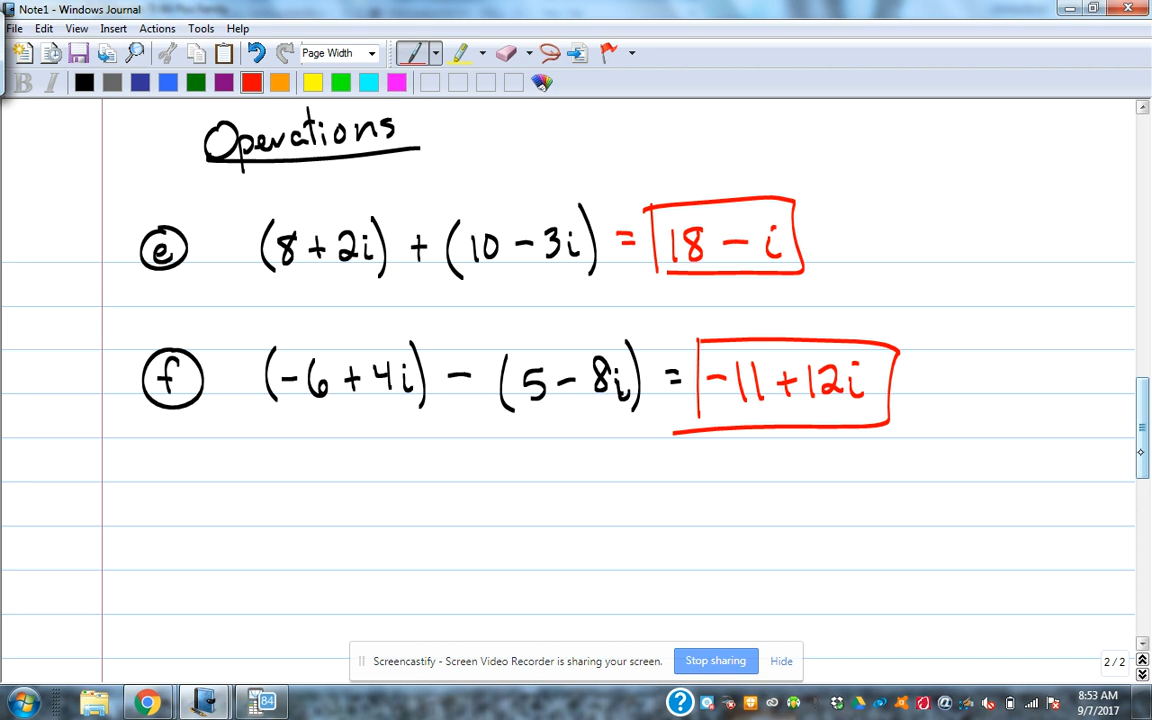 Note1 - Windows Journal
File Edit View Insert Actions Tools Help
Page Width
B I
Operations
e (8 + 2i) + (10 - 3i) = 18 - i
f (-6 + 4i) - (5 - 8i) = -11 + 12i
Screencastify - Screen Video Recorder is sharing your screen. Stop sharing Hide
2 / 2
84
8:53 AM
9/7/2017